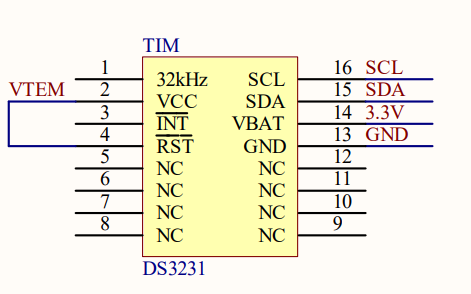 TIM
1 32kHz SCL 16 SCL
VTEM 2 VCC SDA 15 SDA
3 INT VBAT 14 3.3V
4 RST GND 13 GND
5 NC NC 12
6 NC NC 11
7 NC NC 10
8 NC NC 9
DS3231